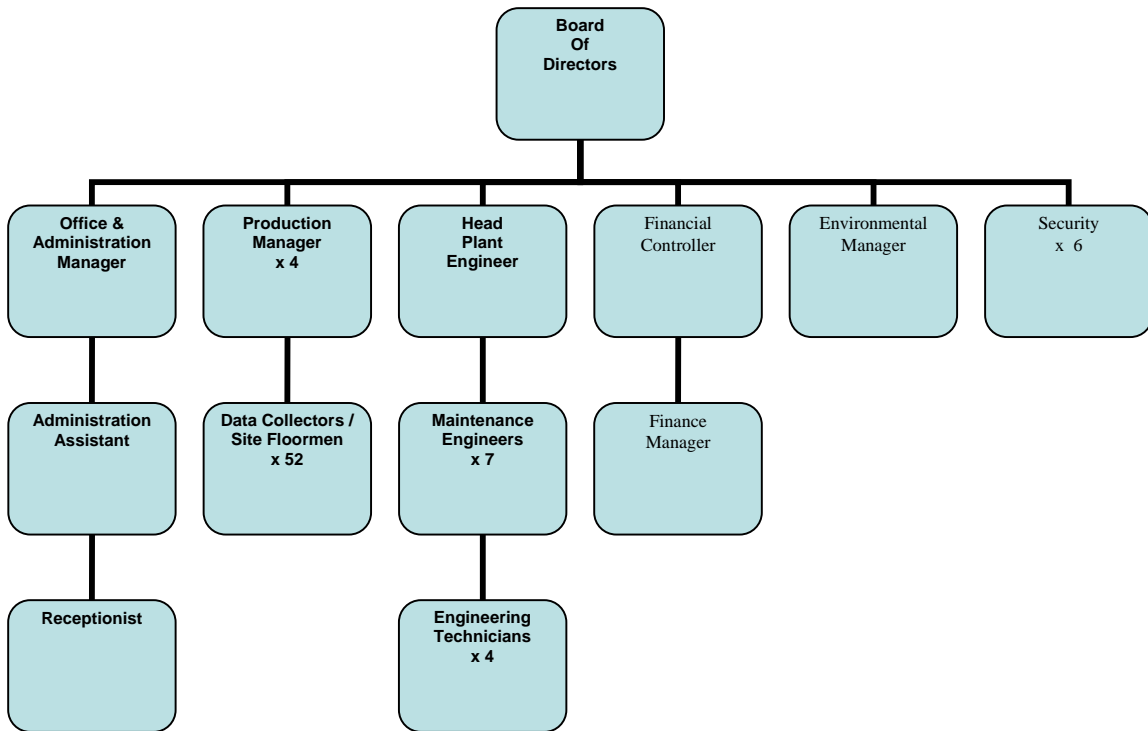 Board
Of
Directors
Office &
Administration
Manager
Production
Manager
x 4
Head
Plant
Engineer
Financial
Controller
Environmental
Manager
Security
x 6
Administration
Assistant
Data Collectors /
Site Floormen
x 52
Maintenance
Engineers
x 7
Finance
Manager
Receptionist
Engineering
Technicians
x 4